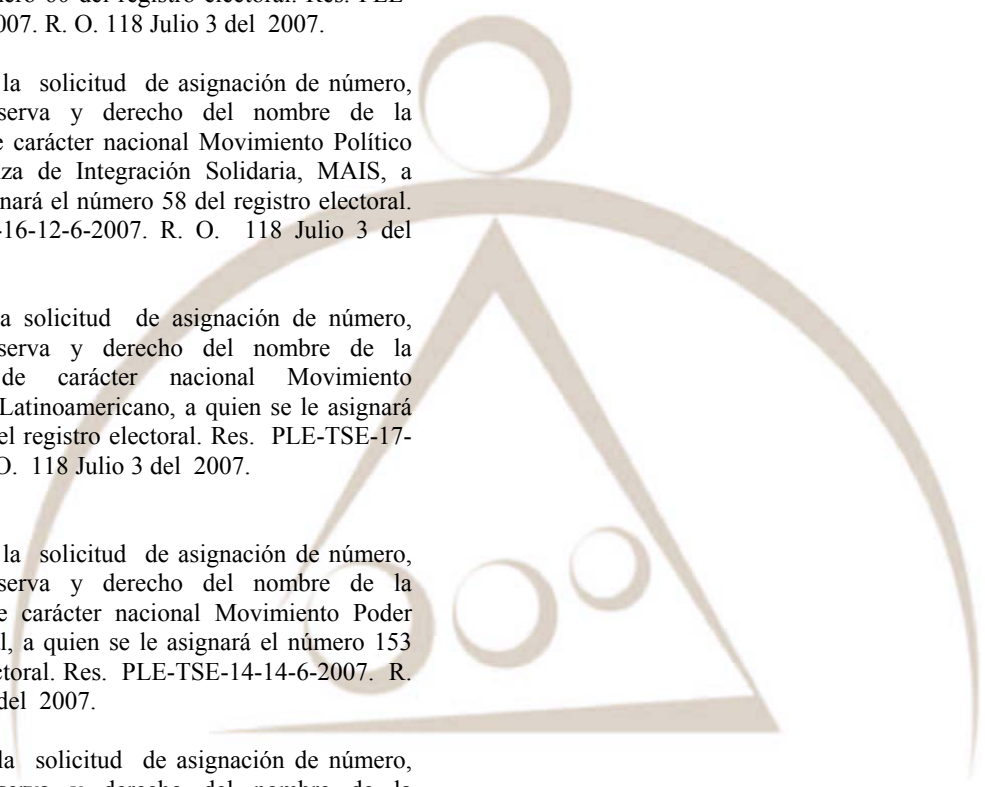 ero 60 del registro electoral. Res. PLE-
007. R. O. 118 Julio 3 del 2007.
la solicitud de asignación de número,
serva y derecho del nombre de la
e carácter nacional Movimiento Político
za de Integración Solidaria, MAIS, a
nará el número 58 del registro electoral.
-16-12-6-2007. R. O. 118 Julio 3 del
a solicitud de asignación de número,
serva y derecho del nombre de la
de carácter nacional Movimiento
Latinoamericano, a quien se le asignará
el registro electoral. Res. PLE-TSE-17-
O. 118 Julio 3 del 2007.
la solicitud de asignación de número,
serva y derecho del nombre de la
e carácter nacional Movimiento Poder
l, a quien se le asignará el número 153
ctoral. Res. PLE-TSE-14-14-6-2007. R.
del 2007.
la solicitud de asignación de número,
serva y derecho del nombre de la